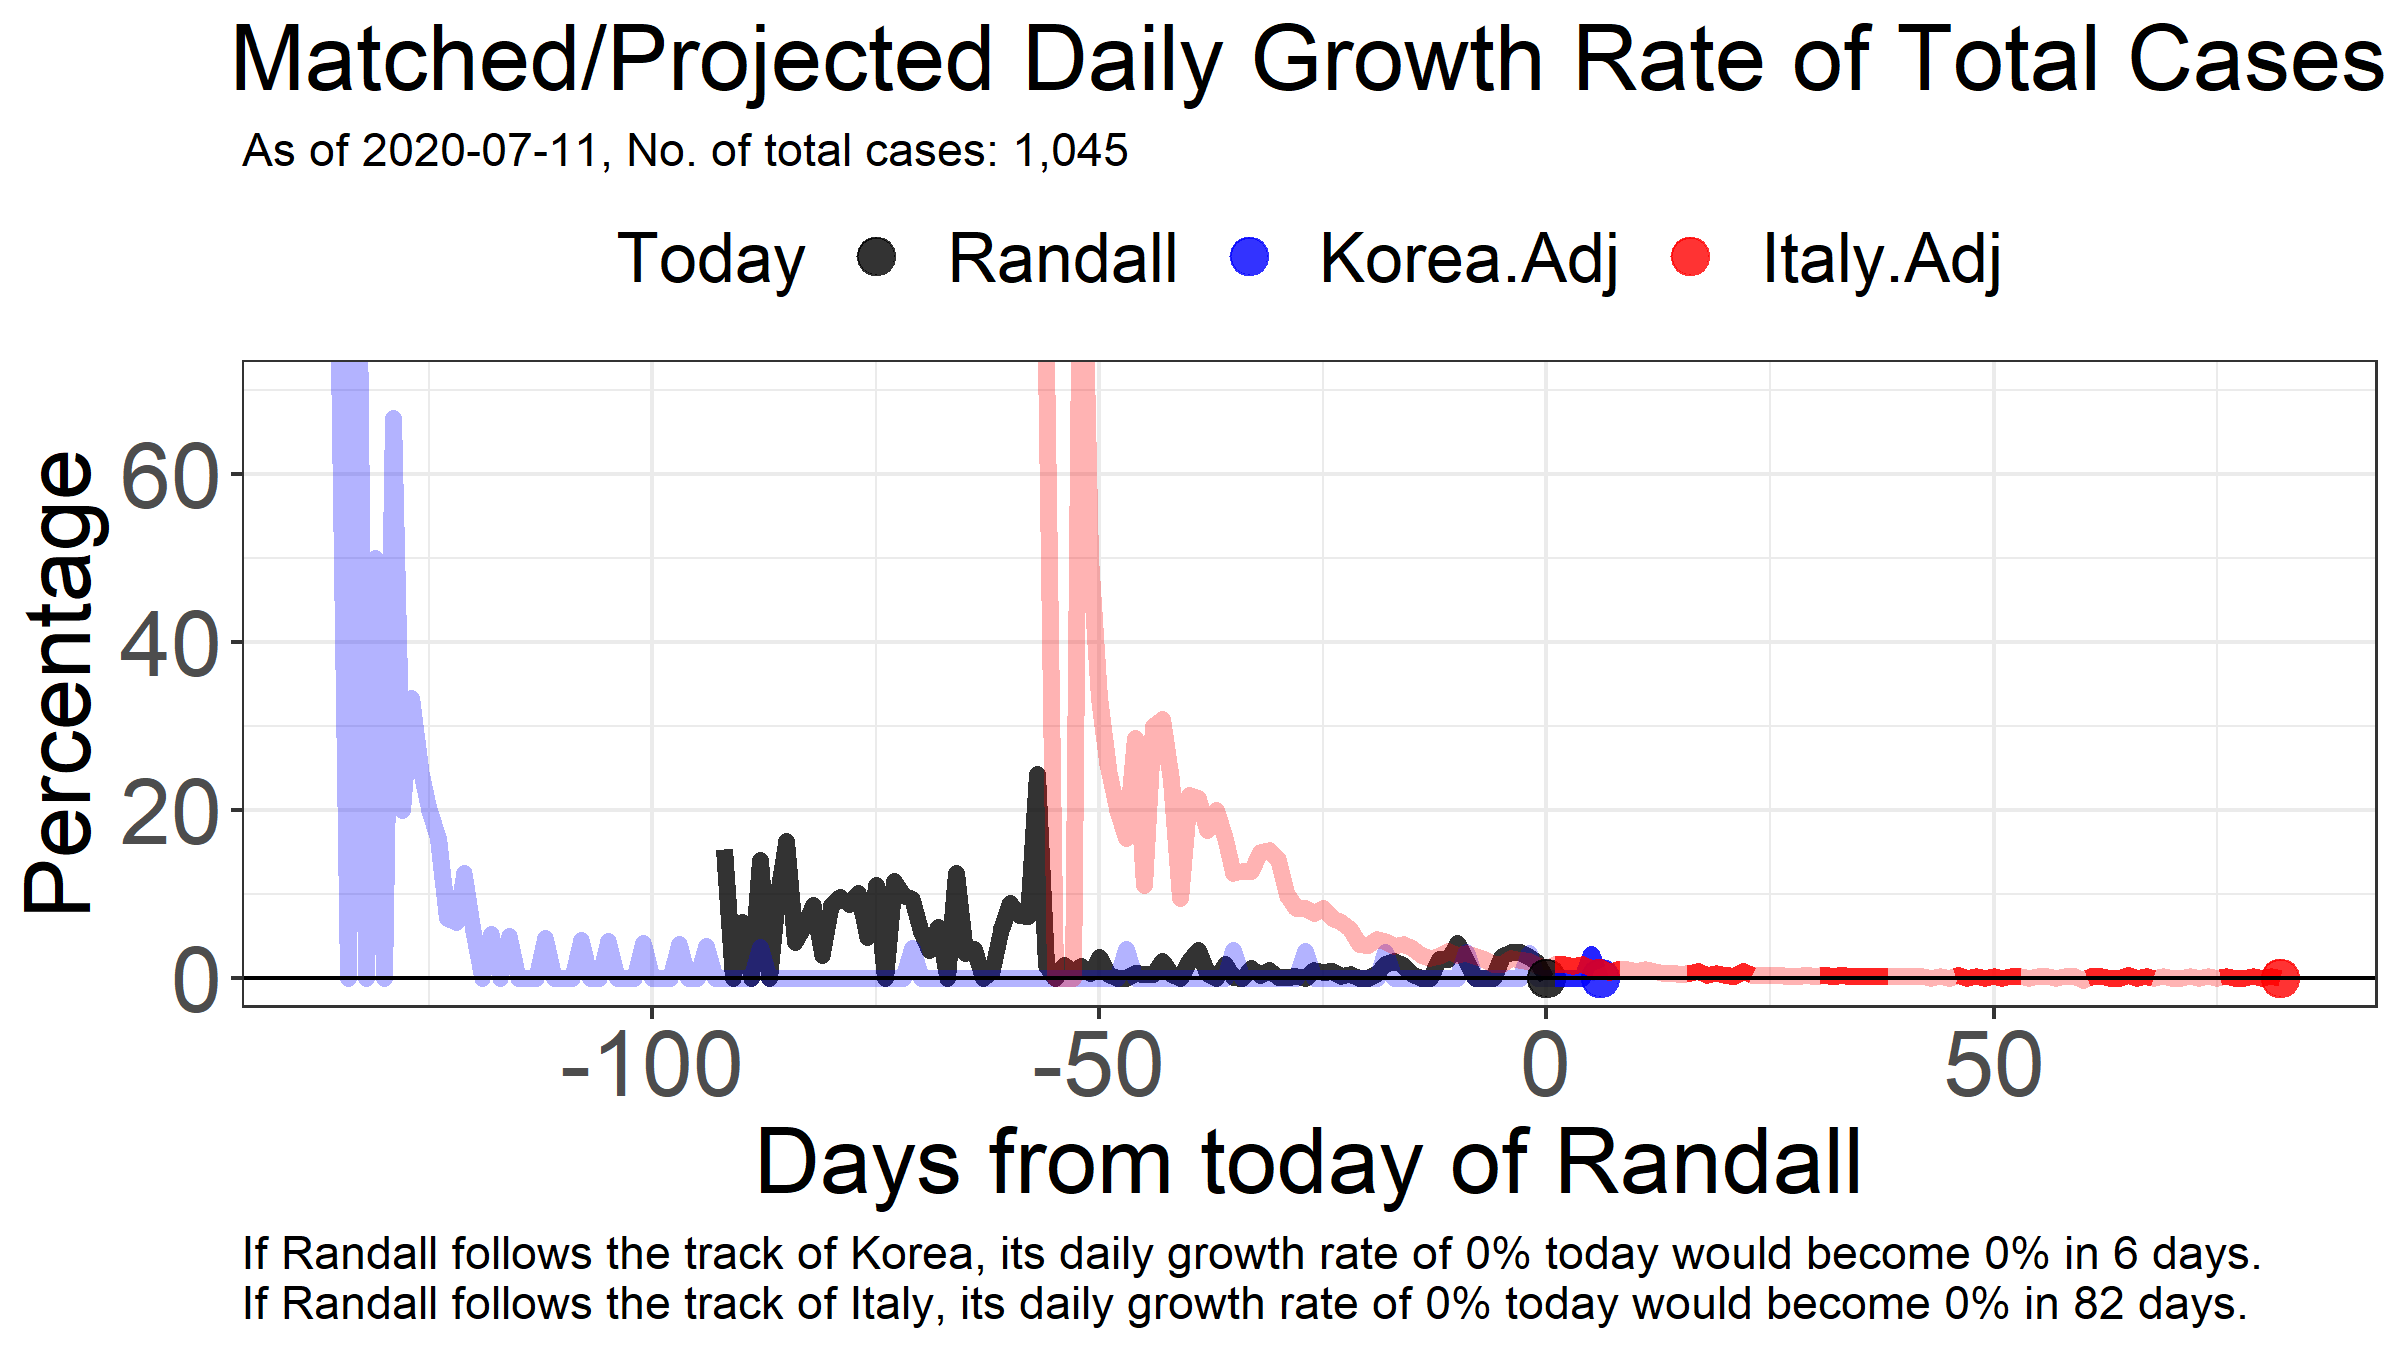 Matched/Projected Daily Growth Rate of Total Cases
As of 2020-07-11, No. of total cases: 1,045
Today Randall Korea.Adj Italy.Adj
Percentage
60
40
20
0
-100 -50 0 50
Days from today of Randall
If Randall follows the track of Korea, its daily growth rate of 0% today would become 0% in 6 days.
If Randall follows the track of Italy, its daily growth rate of 0% today would become 0% in 82 days.